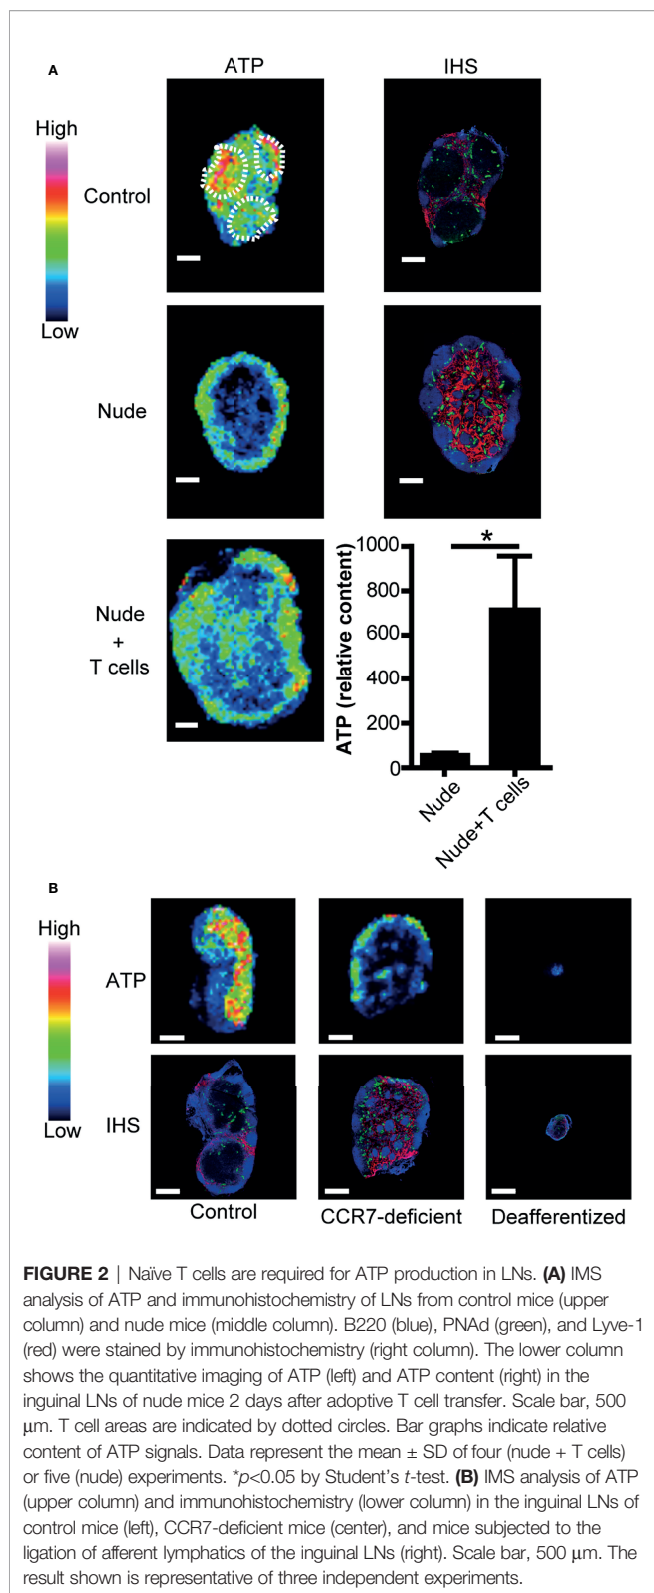 A
ATP
IHS
High
Low
Control
Nude
Nude
+
T cells
ATP (relative content)
1000
800
600
400
200
0
*
Nude
Nude+T cells
B
High
Low
ATP
IHS
Control
CCR7-deficient
Deafferentized
FIGURE 2 | Naïve T cells are required for ATP production in LNs. (A) IMS
analysis of ATP and immunohistochemistry of LNs from control mice (upper
column) and nude mice (middle column). B220 (blue), PNAd (green), and Lyve-1
(red) were stained by immunohistochemistry (right column). The lower column
shows the quantitative imaging of ATP (left) and ATP content (right) in the
inguinal LNs of nude mice 2 days after adoptive T cell transfer. Scale bar, 500
μm. T cell areas are indicated by dotted circles. Bar graphs indicate relative
content of ATP signals. Data represent the mean ± SD of four (nude + T cells)
or five (nude) experiments. *p<0.05 by Student's t-test. (B) IMS analysis of ATP
(upper column) and immunohistochemistry (lower column) in the inguinal LNs of
control mice (left), CCR7-deficient mice (center), and mice subjected to the
ligation of afferent lymphatics of the inguinal LNs (right). Scale bar, 500 μm. The
result shown is representative of three independent experiments.